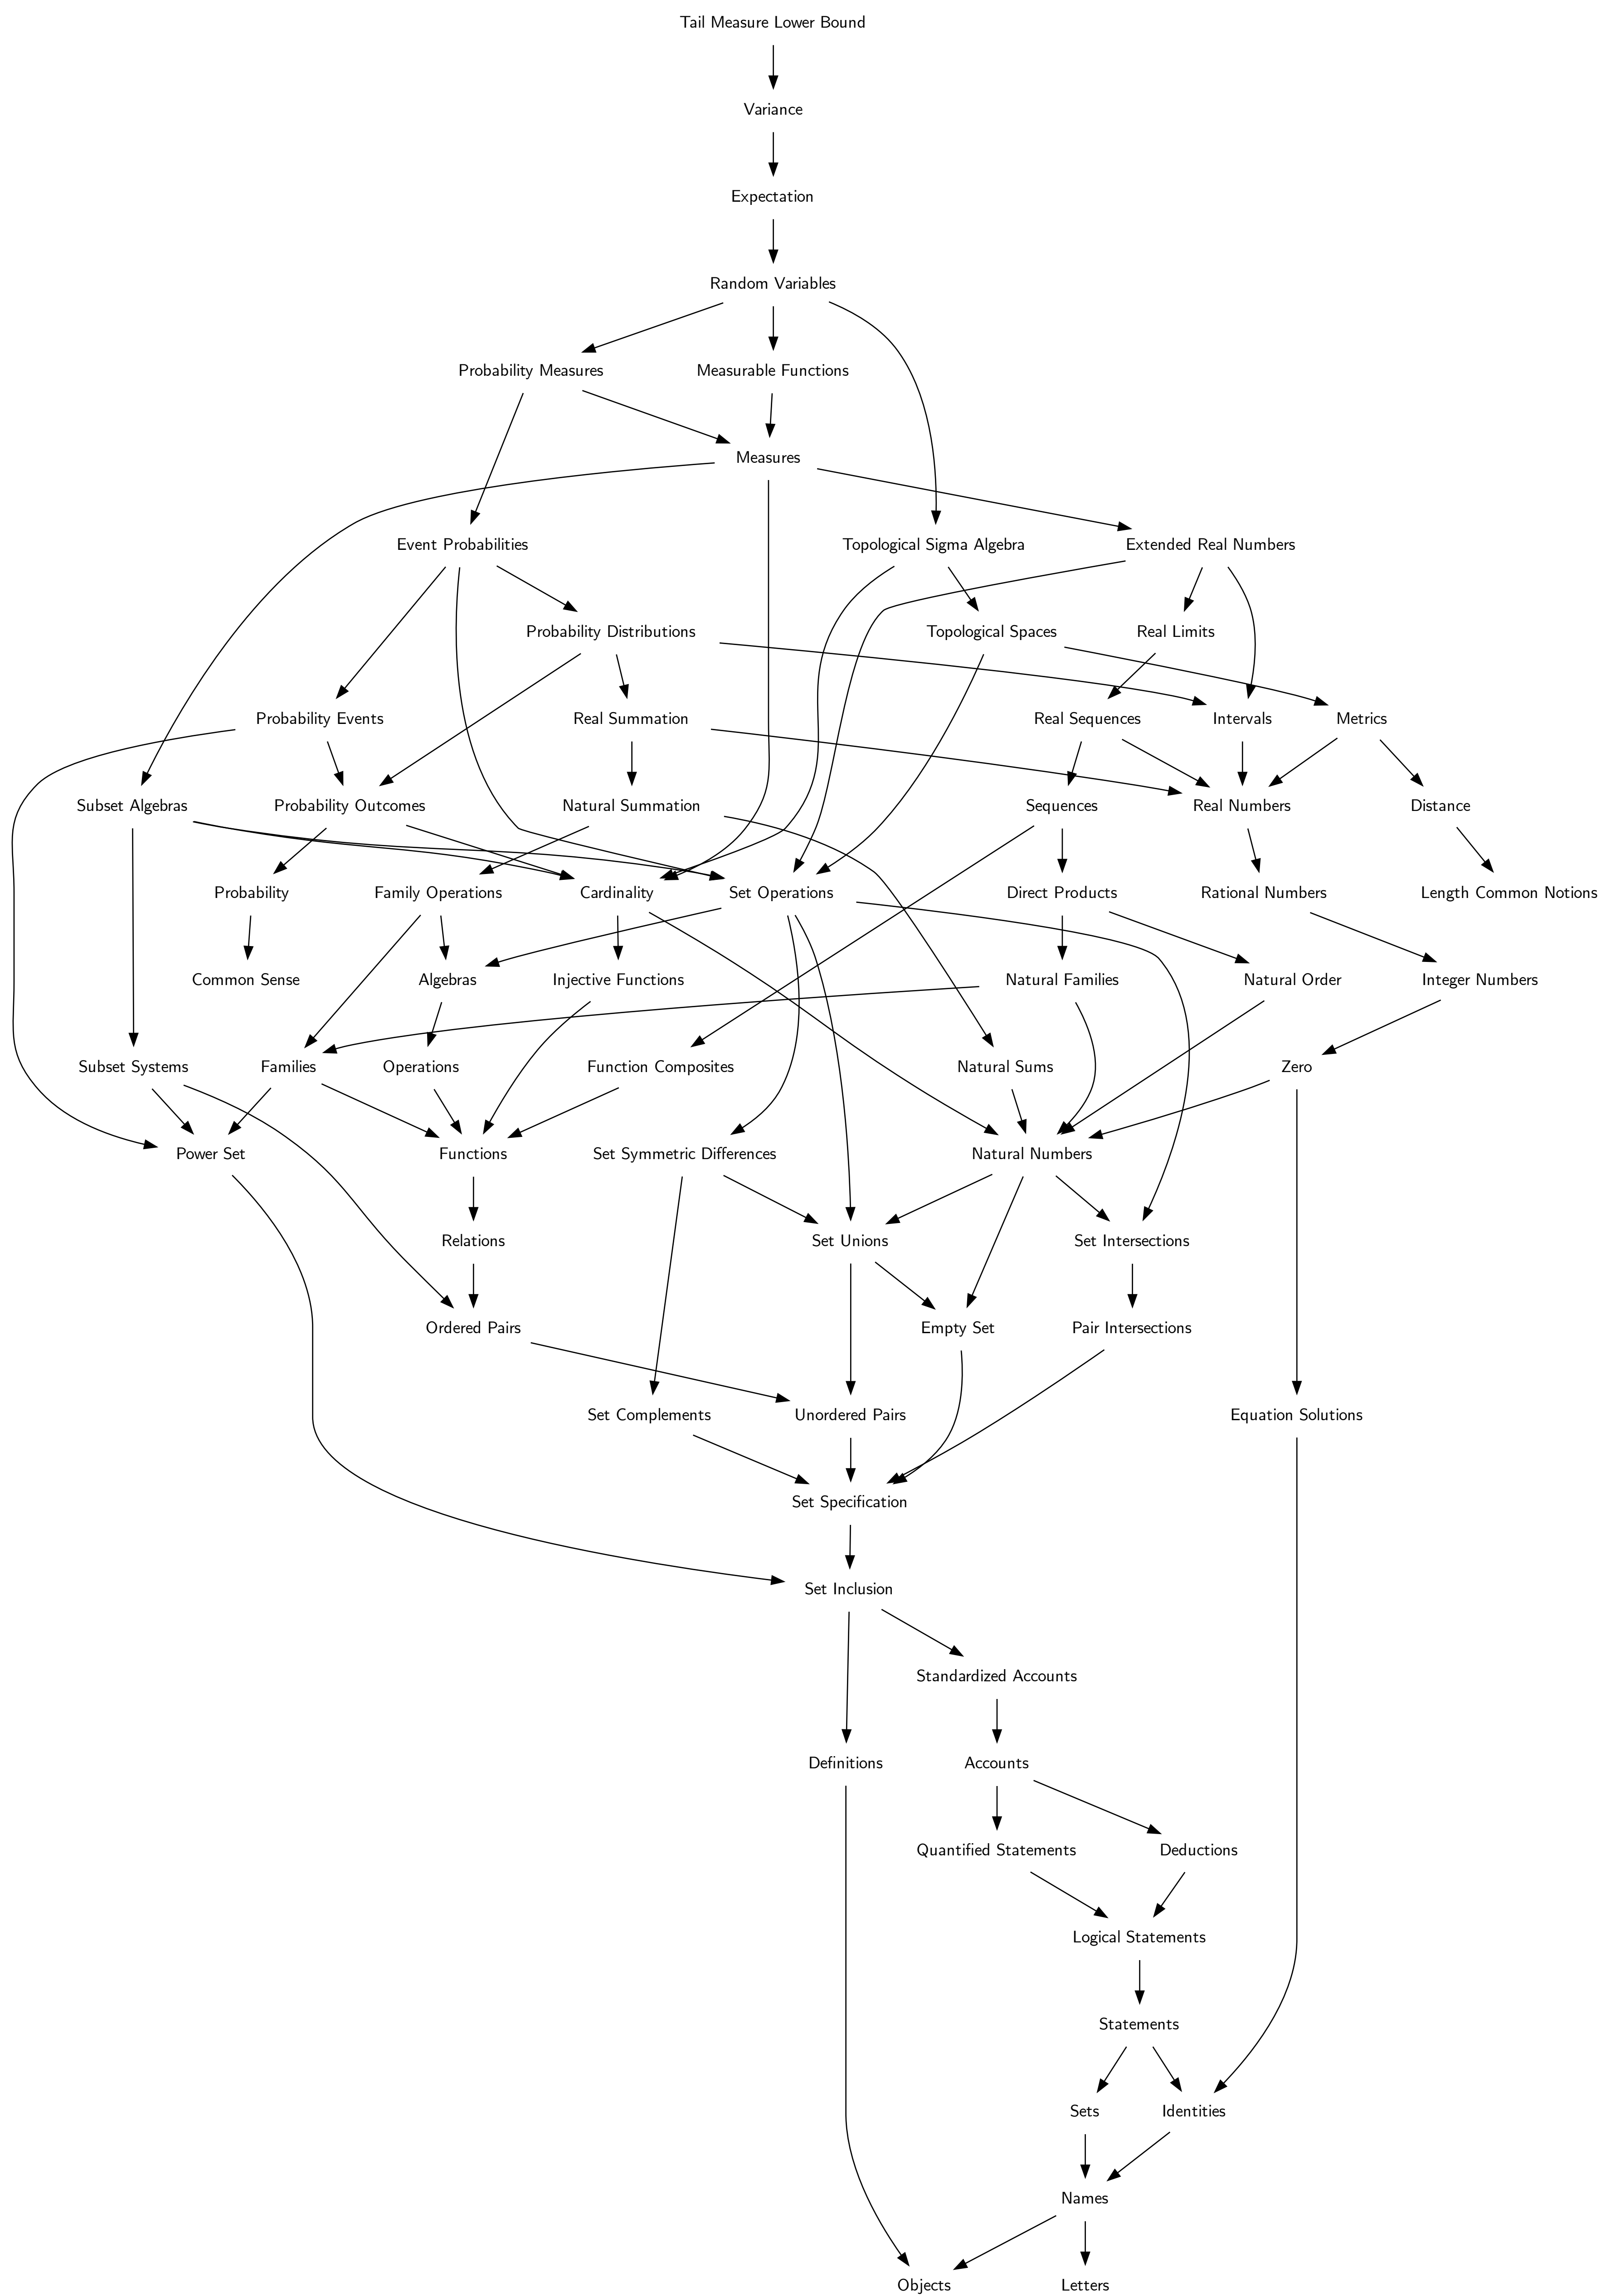 Tail Measure Lower Bound
Variance
Expectation
Random Variables
Probability Measures
Measurable Functions
Measures
Event Probabilities
Topological Sigma Algebra
Extended Real Numbers
Probability Distributions
Topological Spaces
Real Limits
Probability Events
Real Summation
Real Sequences
Intervals
Metrics
Subset Algebras
Probability Outcomes
Natural Summation
Sequences
Real Numbers
Distance
Probability
Family Operations
Cardinality
Set Operations
Direct Products
Rational Numbers
Length Common Notions
Common Sense
Algebras
Injective Functions
Natural Families
Natural Order
Integer Numbers
Subset Systems
Families
Operations
Function Composites
Natural Sums
Zero
Power Set
Functions
Set Symmetric Differences
Natural Numbers
Relations
Set Unions
Set Intersections
Ordered Pairs
Empty Set
Pair Intersections
Set Complements
Unordered Pairs
Equation Solutions
Set Specification
Set Inclusion
Standardized Accounts
Definitions
Accounts
Quantified Statements
Deductions
Logical Statements
Statements
Sets
Identities
Names
Objects
Letters